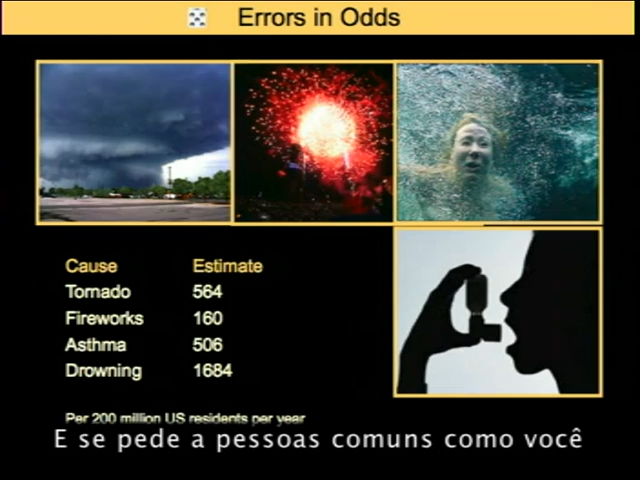 Errors in Odds
Cause Estimate
Tornado 564
Fireworks 160
Asthma 506
Drowning 1684
Per 200 million US residents per year
E se pede a pessoas comuns como você